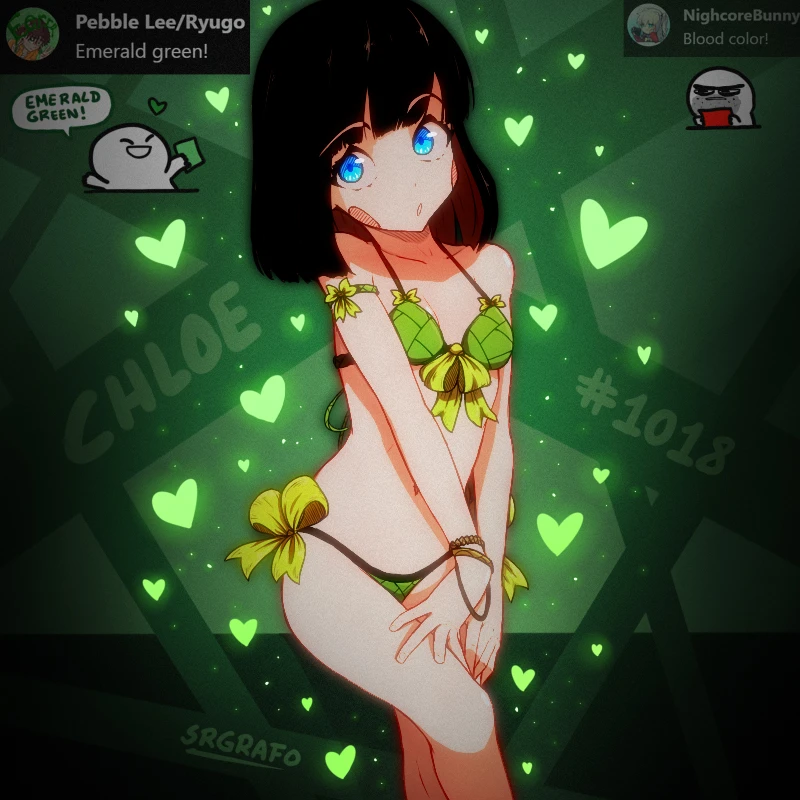 Pebble Lee/Ryugo
Emerald green!
NighcoreBunny
Blood color!
EMERALD
GREEN!
CHLOE
#1018
SRGRAFO